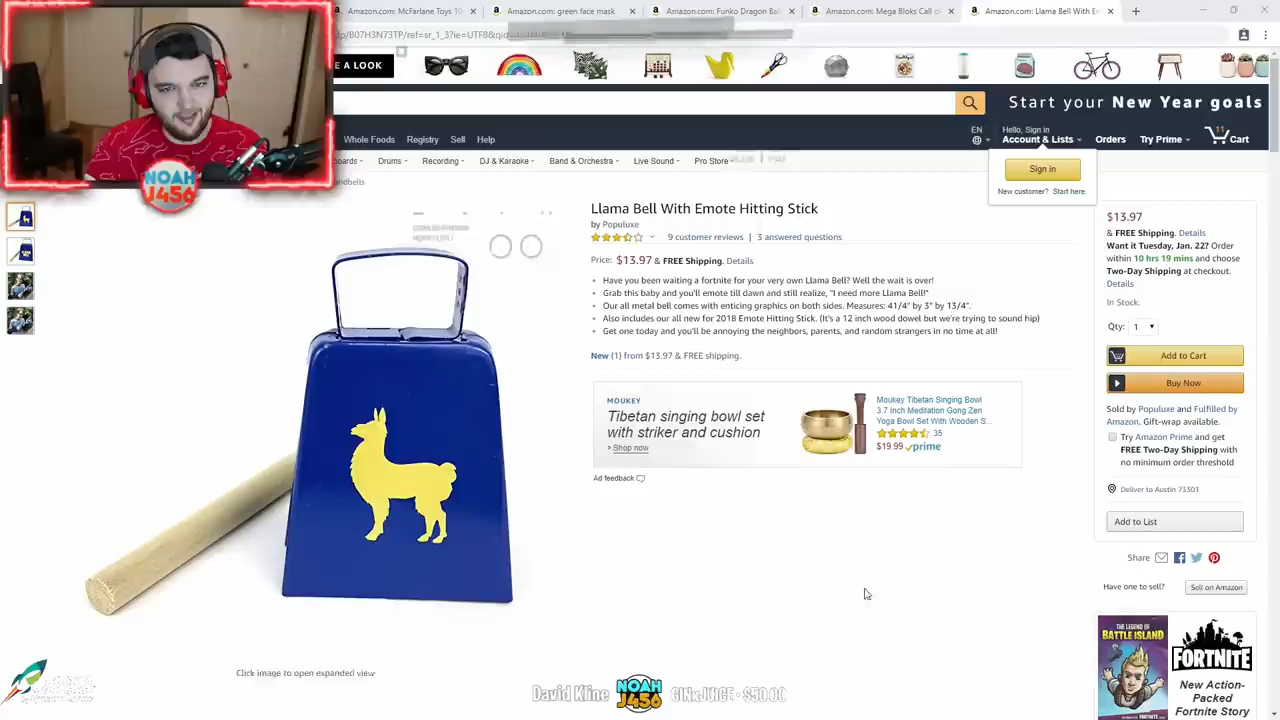 Amazon.com: McFarlane Toys 10
Amazon.com: green face mask
Amazon.com: Funko Dragon Ba
Amazon.com: Mega Bloks Call of
Amazon.com: Llama Bell With E
E A LOOK
Start your New Year goals
Whole Foods Registry Sell Help
EN
Hello, Sign in
Account & Lists Orders Try Prime Cart
Drums Recording DJ & Karaoke Band & Orchestra Live Sound Pro Store
Sign in
New customer? Start here.
NOAH
J456
Llama Bell With Emote Hitting Stick
by Populuxe
9 customer reviews | 3 answered questions
Price: $13.97 & FREE Shipping. Details
Have you been waiting a fortnite for your very own Llama Bell? Well the wait is over!
Grab this baby and you'll emote till dawn and still realize, "I need more Llama Bell!"
Our all metal bell comes with enticing graphics on both sides. Measures: 41/4" by 3" by 13/4".
Also includes our all new for 2018 Emote Hitting Stick. (It's a 12 inch wood dowel but we're trying to sound hip)
Get one today and you'll be annoying the neighbors, parents, and random strangers in no time at all!
New (1) from $13.97 & FREE shipping.
MOUKEY
Tibetan singing bowl set
with striker and cushion
› Shop now
Moukey Tibetan Singing Bowl
3.7 Inch Meditation Gong Zen
Yoga Bowl Set With Wooden S...
35
$19.99 prime
Ad feedback
$13.97
& FREE Shipping. Details
Want it Tuesday, Jan. 22? Order
within 10 hrs 19 mins and choose
Two-Day Shipping at checkout.
Details
In Stock.
Qty: 1
Add to Cart
Buy Now
Sold by Populuxe and Fulfilled by
Amazon. Gift-wrap available.
Try Amazon Prime and get
FREE Two-Day Shipping with
no minimum order threshold
Deliver to Austin 73301
Add to List
Share
Have one to sell? Sell on Amazon
THE LEGEND OF
BATTLE ISLAND
FORTNITE
New Action-
Packed
Fortnite Story
Click image to open expanded view
David Kline
NOAH
J456
GINxJUICE - $50.00